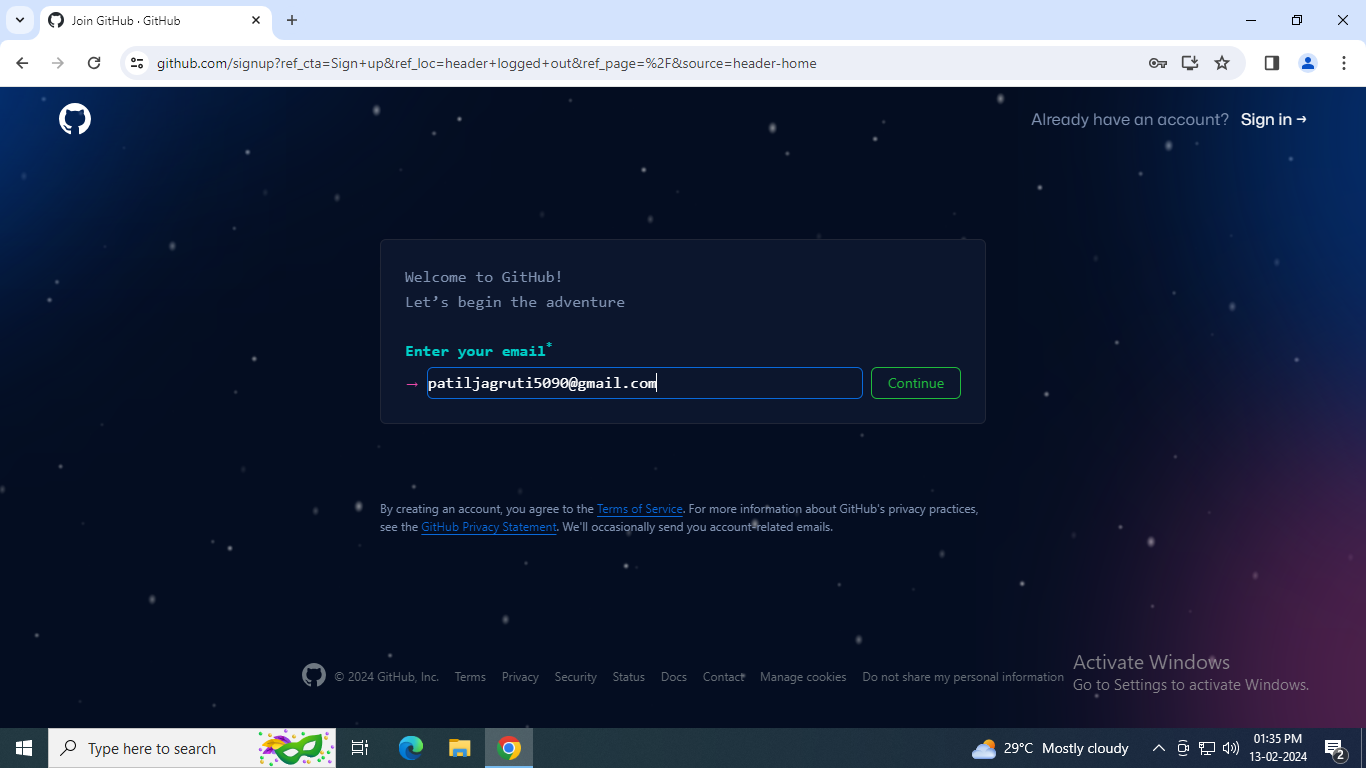 Join GitHub · GitHub
github.com/signup?ref_cta=Sign+up&ref_loc=header+logged+out&ref_page=%2F&source=header-home
Already have an account? Sign in →
Welcome to GitHub!
Let’s begin the adventure
Enter your email*
→ patiljagruti5090@gmail.com Continue
By creating an account, you agree to the Terms of Service. For more information about GitHub's privacy practices,
see the GitHub Privacy Statement. We'll occasionally send you account-related emails.
Activate Windows
Go to Settings to activate Windows.
© 2024 GitHub, Inc. Terms Privacy Security Status Docs Contact Manage cookies Do not share my personal information
Type here to search
29°C Mostly cloudy
01:35 PM
13-02-2024
2